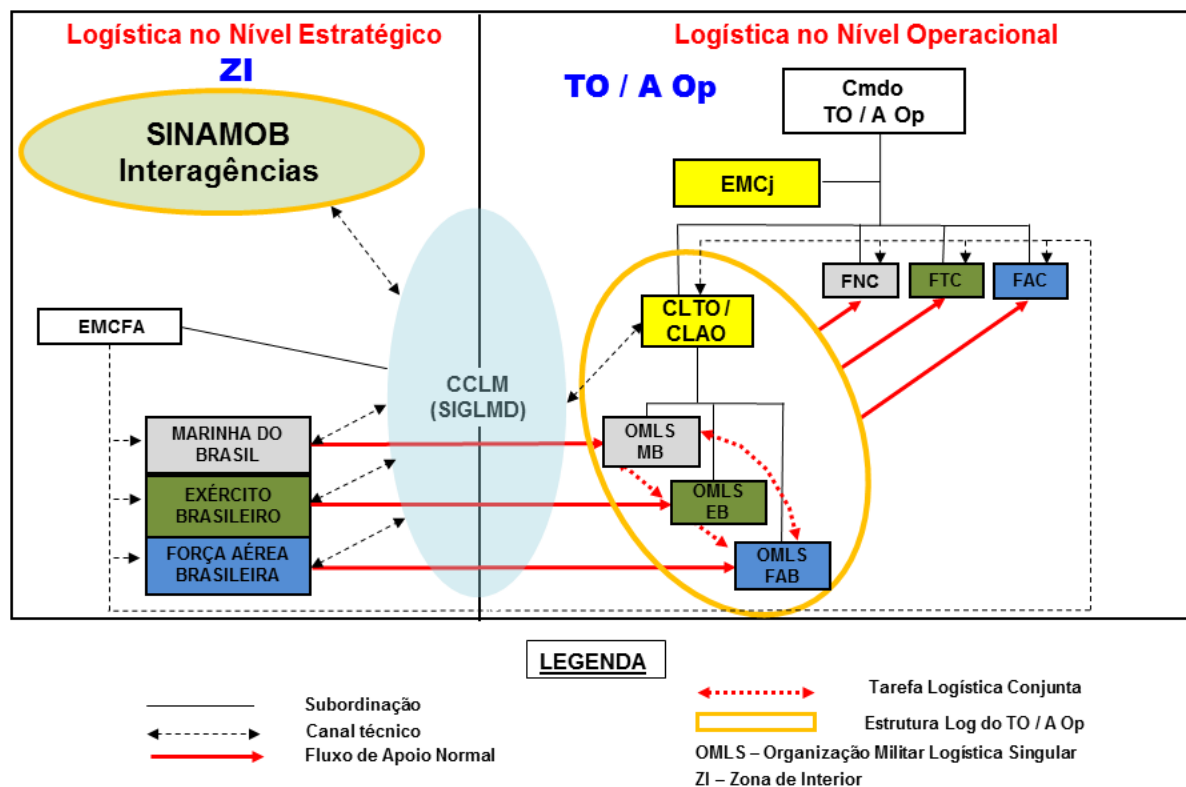 Logística no Nível Estratégico
ZI
SINAMOB
Interagências
EMCFA
MARINHA DO
BRASIL
EXÉRCITO
BRASILEIRO
FORÇA AÉREA
BRASILEIRA
CCLM
(SIGLMD)
Logística no Nível Operacional
TO / A Op
Cmdo
TO / A Op
EMCj
FNC
FTC
FAC
CLTO /
CLAO
OMLS
MB
OMLS
EB
OMLS
FAB
LEGENDA
Subordinação
Canal técnico
Fluxo de Apoio Normal
Tarefa Logística Conjunta
Estrutura Log do TO / A Op
OMLS – Organização Militar Logística Singular
ZI – Zona de Interior